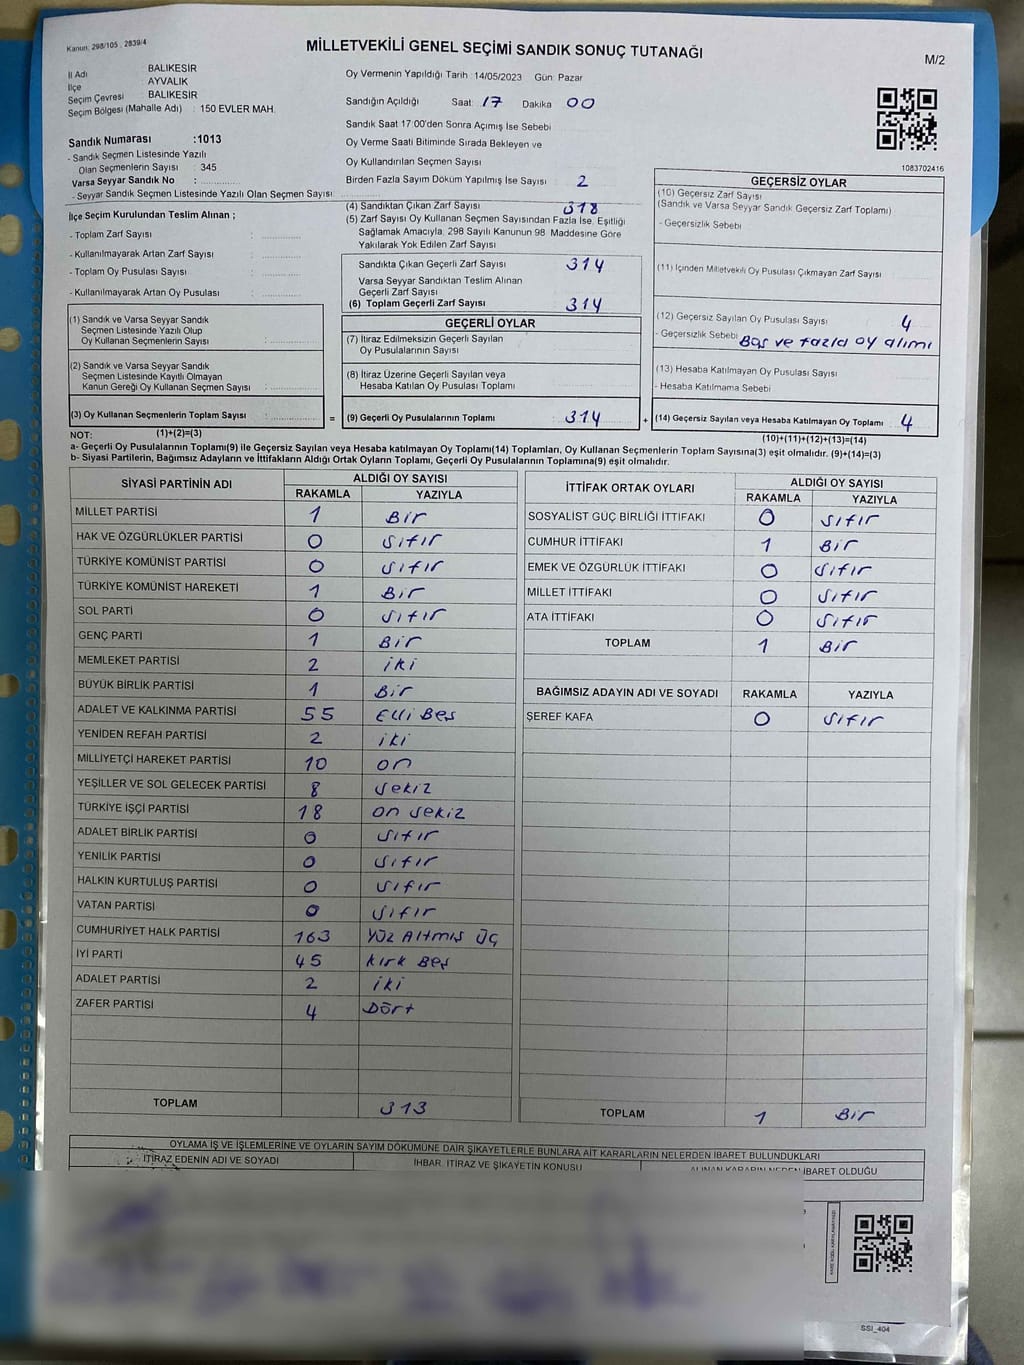 Kanun: 298/105 , 2839/4
MİLLETVEKİLİ GENEL SEÇİMİ SANDIK SONUÇ TUTANAĞI
M/2
İl Adı : BALIKESİR
İlçe AYVALIK
Seçim Çevresi : BALIKESİR
Seçim Bölgesi (Mahalle Adı) : 150 EVLER MAH.
Sandık Numarası :1013
- Sandık Seçmen Listesinde Yazılı
Olan Seçmenlerin Sayısı : 345
Varsa Seyyar Sandık No : ............
- Seyyar Sandık Seçmen Listesinde Yazılı Olan Seçmen Sayısı: ............
Oy Vermenin Yapıldığı Tarih : 14/05/2023 Gün: Pazar
Sandığın Açıldığı Saat: 17 Dakika 00
Sandık Saat 17:00'den Sonra Açımış İse Sebebi
Oy Verme Saati Bitiminde Sırada Bekleyen ve
Oy Kullandırılan Seçmen Sayısı
Birden Fazla Sayım Döküm Yapılmış İse Sayısı 2
1083702416
İlçe Seçim Kurulundan Teslim Alınan ;
- Toplam Zarf Sayısı : ............
- Kullanılmayarak Artan Zarf Sayısı : ............
- Toplam Oy Pusulası Sayısı : ............
- Kullanılmayarak Artan Oy Pusulası : ............
(4) Sandıktan Çıkan Zarf Sayısı 318
(5) Zarf Sayısı Oy Kullanan Seçmen Sayısından Fazla İse, Eşitliği
Sağlamak Amacıyla, 298 Sayılı Kanunun 98. Maddesine Göre
Yakılarak Yok Edilen Zarf Sayısı
Sandıkta Çıkan Geçerli Zarf Sayısı 314
Varsa Seyyar Sandıktan Teslim Alınan
Geçerli Zarf Sayısı
(6) Toplam Geçerli Zarf Sayısı 314
GEÇERSİZ OYLAR
(10) Geçersiz Zarf Sayısı
(Sandık ve Varsa Seyyar Sandık Geçersiz Zarf Toplamı)
- Geçersizlik Sebebi
(11) İçinden Milletvekili Oy Pusulası Çıkmayan Zarf Sayısı
(12) Geçersiz Sayılan Oy Pusulası Sayısı 4
- Geçersizlik Sebebi Boş ve fazla oy alımı
(13) Hesaba Katılmayan Oy Pusulası Sayısı
- Hesaba Katılmama Sebebi
(14) Geçersiz Sayılan veya Hesaba Katılmayan Oy Toplamı 4
(10)+(11)+(12)+(13)=(14)
(1) Sandık ve Varsa Seyyar Sandık
Seçmen Listesinde Yazılı Olup
Oy Kullanan Seçmenlerin Sayısı : ............
(2) Sandık ve Varsa Seyyar Sandık
Seçmen Listesinde Kayıtlı Olmayan
Kanun Gereği Oy Kullanan Seçmen Sayısı : ............
(3) Oy Kullanan Seçmenlerin Toplam Sayısı : ............
(1)+(2)=(3)
GEÇERLİ OYLAR
(7) İtiraz Edilmeksizin Geçerli Sayılan
Oy Pusulalarının Sayısı
(8) İtiraz Üzerine Geçerli Sayılan veya
Hesaba Katılan Oy Pusulası Toplamı
= (9) Geçerli Oy Pusulalarının Toplamı 314 +
NOT:
a- Geçerli Oy Pusulalarının Toplamı(9) ile Geçersiz Sayılan veya Hesaba katılmayan Oy Toplamı(14) Toplamları, Oy Kullanan Seçmenlerin Toplam Sayısına(3) eşit olmalıdır. (9)+(14)=(3)
b- Siyasi Partilerin, Bağımsız Adayların ve İttifakların Aldığı Ortak Oyların Toplamı, Geçerli Oy Pusulalarının Toplamına(9) eşit olmalıdır.
SİYASİ PARTİNİN ADI ALDIĞI OY SAYISI
RAKAMLA YAZIYLA
MİLLET PARTİSİ 1 Bir
HAK VE ÖZGÜRLÜKLER PARTİSİ 0 sıfır
TÜRKİYE KOMÜNİST PARTİSİ 0 sıfır
TÜRKİYE KOMÜNİST HAREKETİ 1 Bir
SOL PARTİ 0 sıfır
GENÇ PARTİ 1 Bir
MEMLEKET PARTİSİ 2 iki
BÜYÜK BİRLİK PARTİSİ 1 Bir
ADALET VE KALKINMA PARTİSİ 55 Elli Beş
YENİDEN REFAH PARTİSİ 2 iki
MİLLİYETÇİ HAREKET PARTİSİ 10 on
YEŞİLLER VE SOL GELECEK PARTİSİ 8 sekiz
TÜRKİYE İŞÇİ PARTİSİ 18 on sekiz
ADALET BİRLİK PARTİSİ 0 sıfır
YENİLİK PARTİSİ 0 sıfır
HALKIN KURTULUŞ PARTİSİ 0 sıfır
VATAN PARTİSİ 0 sıfır
CUMHURİYET HALK PARTİSİ 163 Yüz Altmış Üç
İYİ PARTİ 45 kırk Beş
ADALET PARTİSİ 2 iki
ZAFER PARTİSİ 4 Dört
TOPLAM 313
İTTİFAK ORTAK OYLARI ALDIĞI OY SAYISI
RAKAMLA YAZIYLA
SOSYALİST GÜÇ BİRLİĞİ İTTİFAKI 0 sıfır
CUMHUR İTTİFAKI 1 Bir
EMEK VE ÖZGÜRLÜK İTTİFAKI 0 sıfır
MİLLET İTTİFAKI 0 sıfır
ATA İTTİFAKI 0 sıfır
TOPLAM 1 Bir
BAĞIMSIZ ADAYIN ADI VE SOYADI RAKAMLA YAZIYLA
ŞEREF KAFA 0 sıfır
TOPLAM 1 Bir
OYLAMA İŞ VE İŞLEMLERİNE VE OYLARIN SAYIM DÖKÜMÜNE DAİR ŞİKAYETLERLE BUNLARA AİT KARARLARIN NELERDEN İBARET BULUNDUKLARI
İTİRAZ EDENİN ADI VE SOYADI İHBAR, İTİRAZ VE ŞİKAYETİN KONUSU ALINAN KARARIN NEDEN İBARET OLDUĞU
SSİ_404